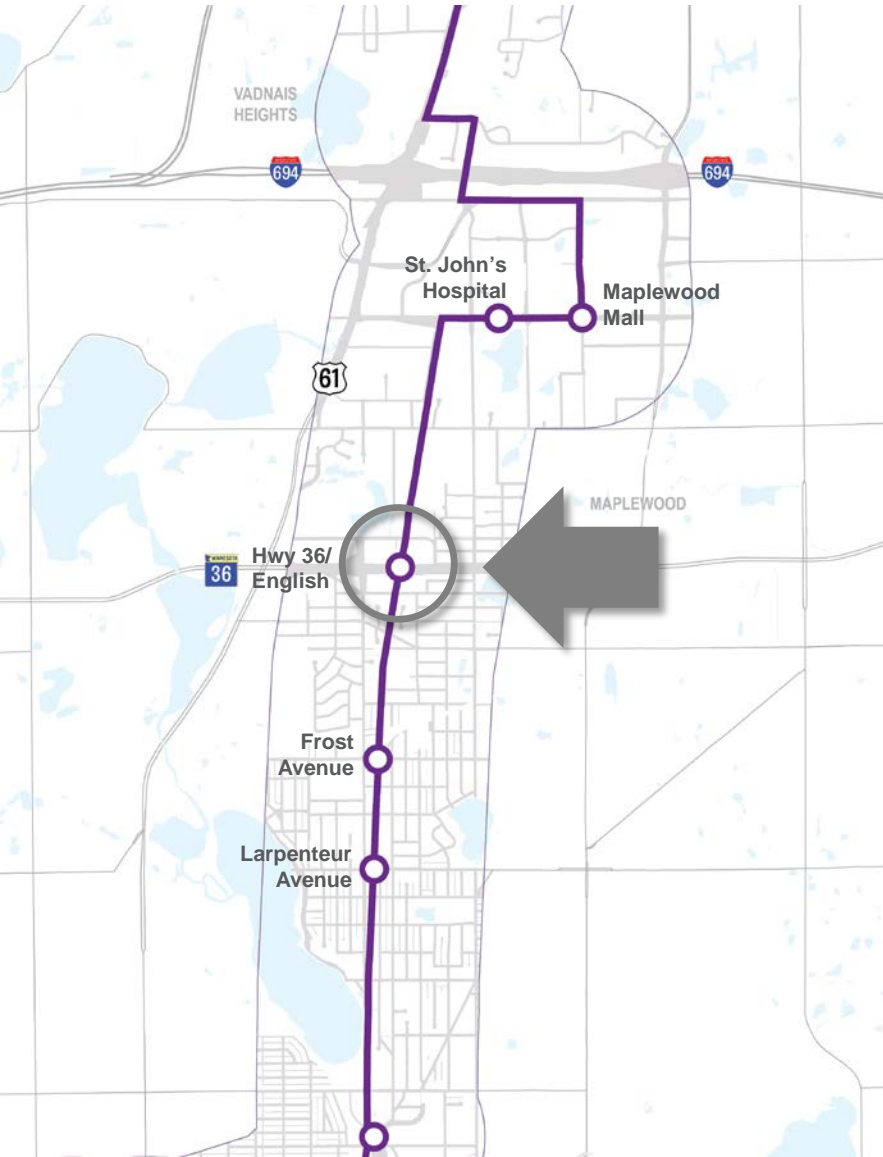 VADNAIS
HEIGHTS
694
694
St. John's
Hospital
Maplewood
Mall
61
MAPLEWOOD
Hwy 36/
English
36
Frost
Avenue
Larpenteur
Avenue